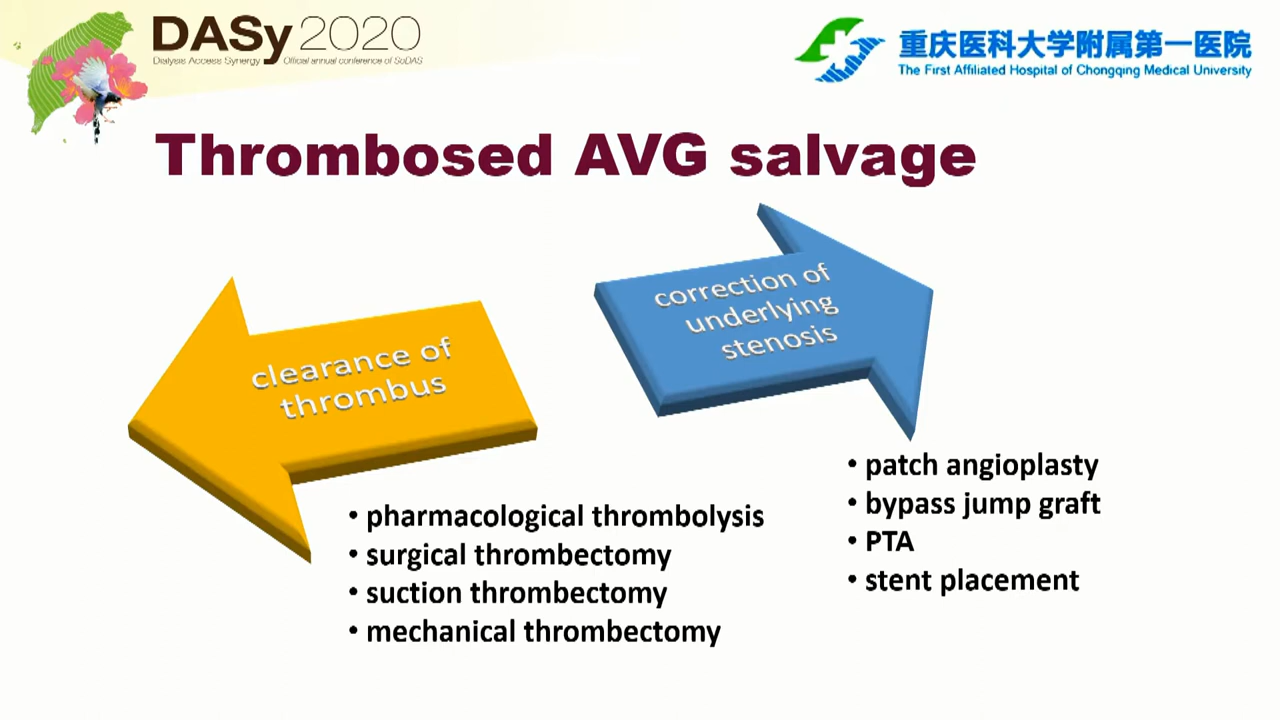 DASy 2020
Dialysis Access Synergy Official annual conference of SoDAS
重庆医科大学附属第一医院
The First Affiliated Hospital of Chongqing Medical University
Thrombosed AVG salvage
clearance of
thrombus
correction of
underlying
stenosis
• pharmacological thrombolysis
• surgical thrombectomy
• suction thrombectomy
• mechanical thrombectomy
• patch angioplasty
• bypass jump graft
• PTA
• stent placement